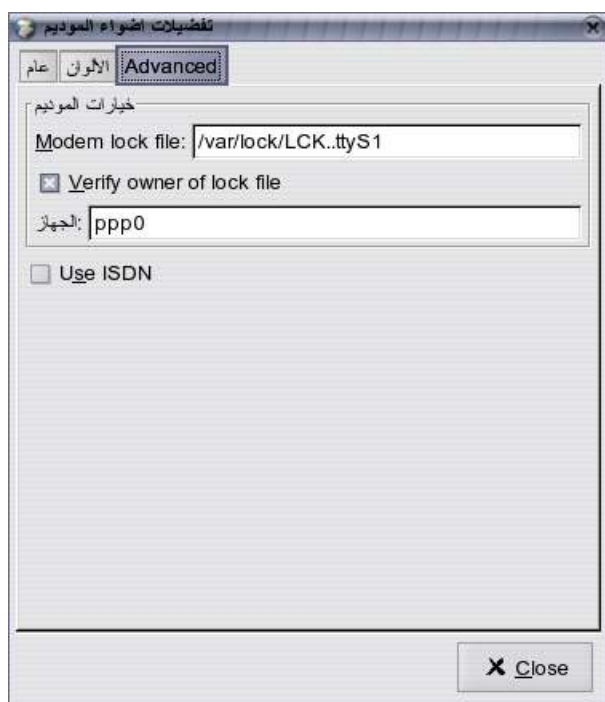 تفضيلات اضواء الموديم
عام الألوان Advanced
خيارات الموديم
Modem lock file: /var/lock/LCK..ttyS1
Verify owner of lock file
الجهاز: ppp0
Use ISDN
Close